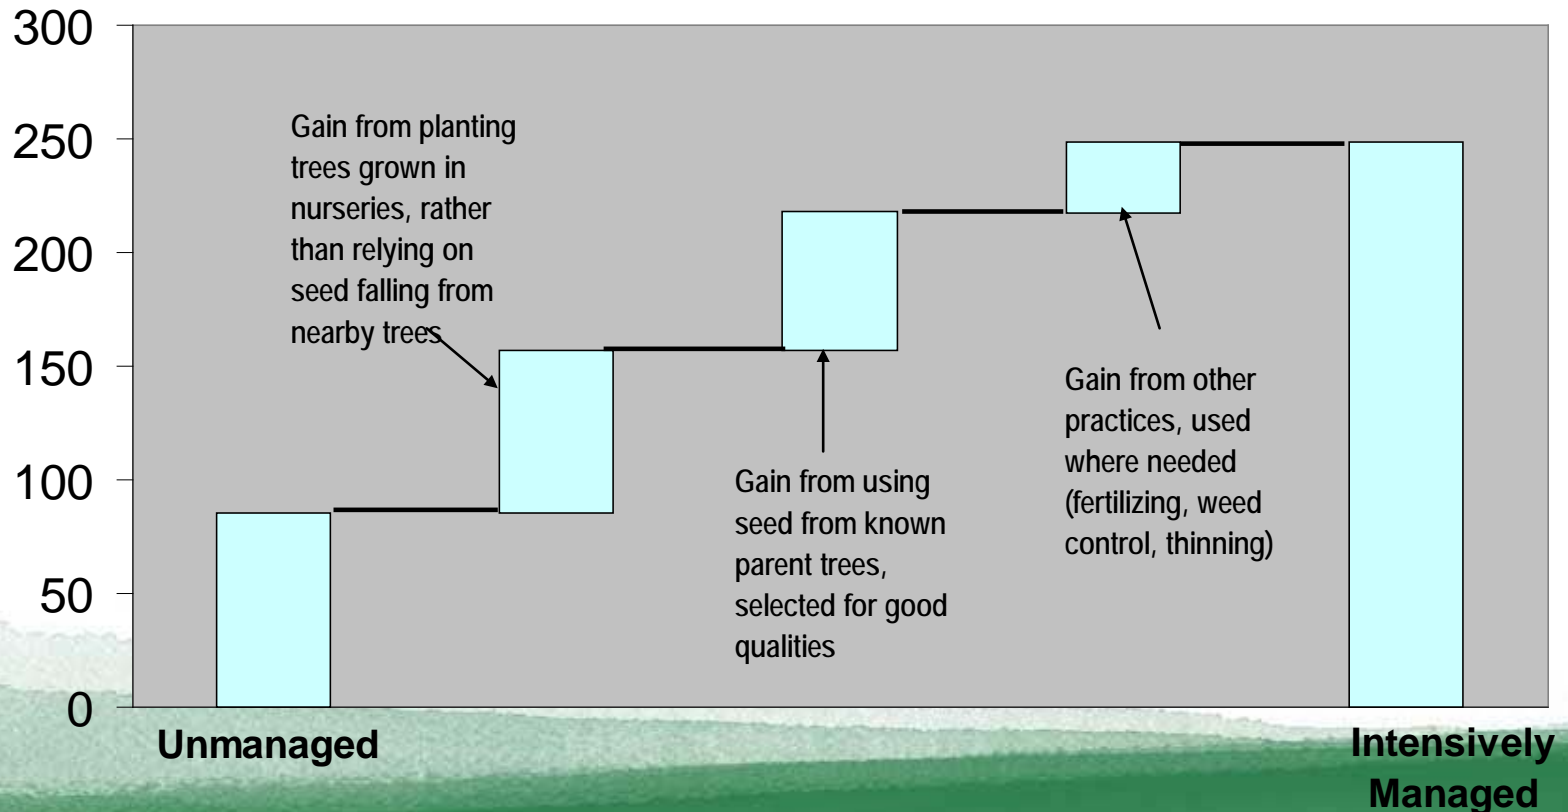 300
250
200
150
100
50
0
Gain from planting
trees grown in
nurseries, rather
than relying on
seed falling from
nearby trees
Gain from using
seed from known
parent trees,
selected for good
qualities
Gain from other
practices, used
where needed
(fertilizing, weed
control, thinning)
Unmanaged
Intensively
Managed